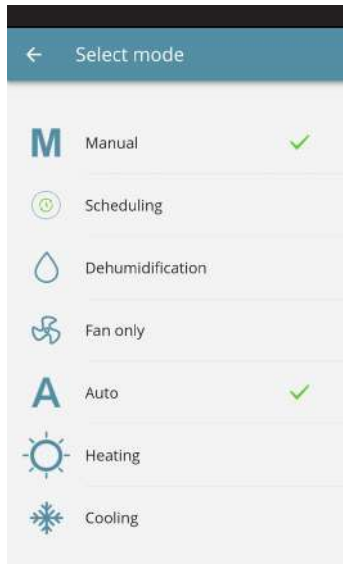 Select mode
M Manual
Scheduling
Dehumidification
Fan only
A Auto
Heating
Cooling